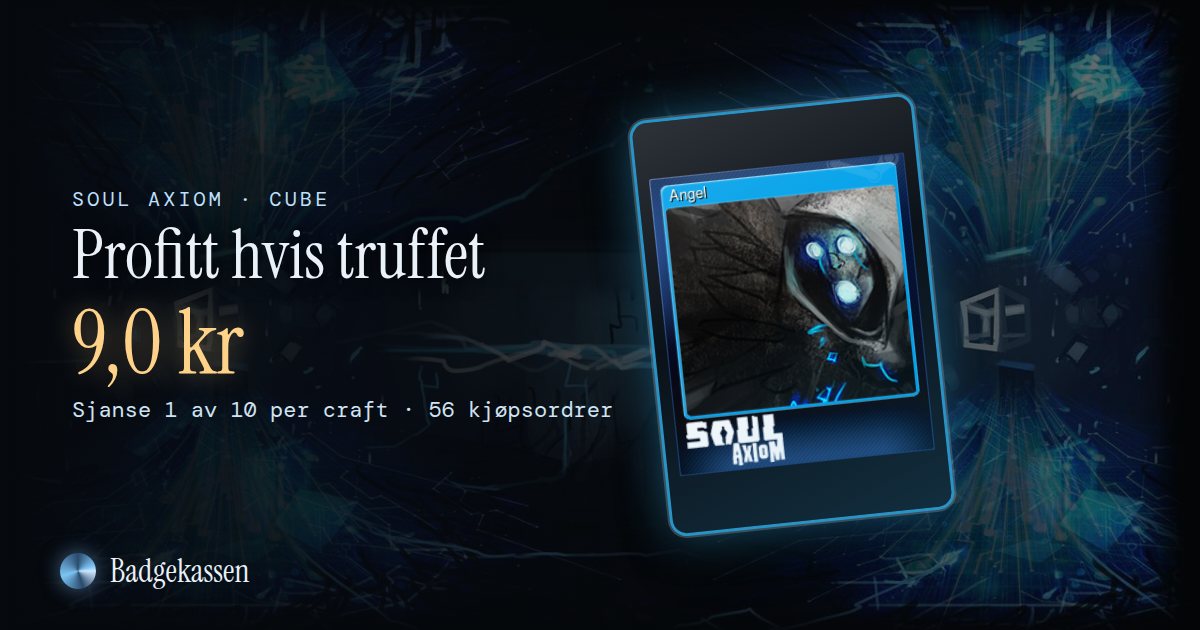 SOUL AXIOM · CUBE
Profitt hvis truffet
9,0 kr
Sjanse 1 av 10 per craft · 56 kjøpsordrer
Angel
SOUL
AXIOM
Badgekassen